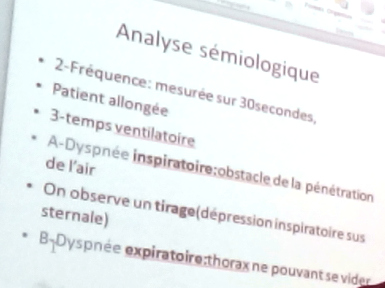 Analyse sémiologique
• 2-Fréquence: mesurée sur 30secondes,
• Patient allongée
• 3-temps ventilatoire
• A-Dyspnée inspiratoire:obstacle de la pénétration
de l'air
• On observe un tirage(dépression inspiratoire sus
sternale)
• B-Dyspnée expiratoire:thorax ne pouvant se vider